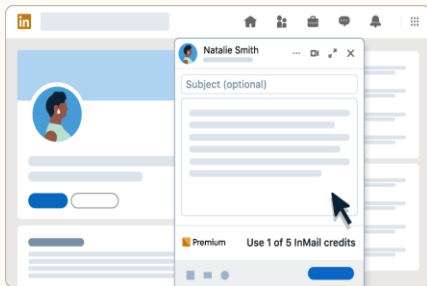 in
Natalie Smith
Subject (optional)
Premium
Use 1 of 5 InMail credits